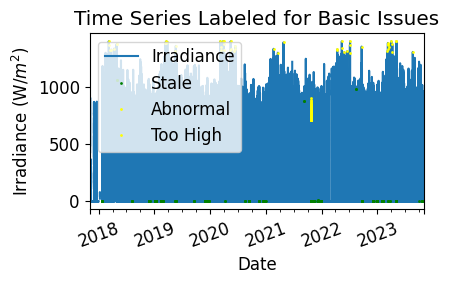 Time Series Labeled for Basic Issues
Irradiance (W/m²)
1000
500
0
Irradiance
Stale
Abnormal
Too High
2018
2019
2020
2021
2022
2023
Date